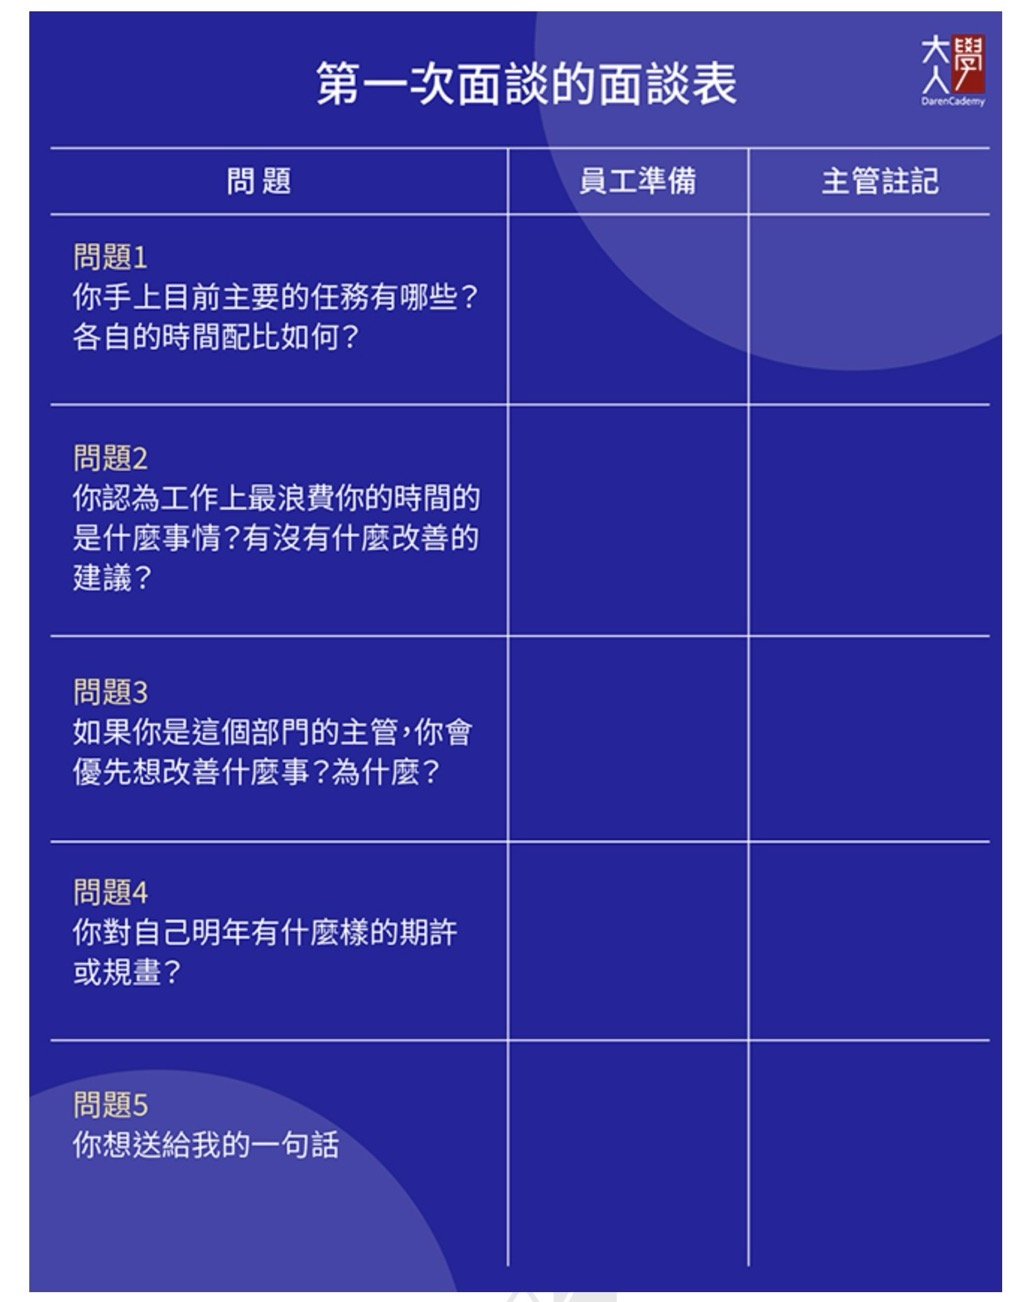 第一次面談的面談表
大人學
DarenCademy
問題
員工準備
主管註記
問題1
你手上目前主要的任務有哪些？
各自的時間配比如何？
問題2
你認為工作上最浪費你的時間的
是什麼事情？有沒有什麼改善的
建議？
問題3
如果你是這個部門的主管，你會
優先想改善什麼事？為什麼？
問題4
你對自己明年有什麼樣的期許
或規畫？
問題5
你想送給我的一句話